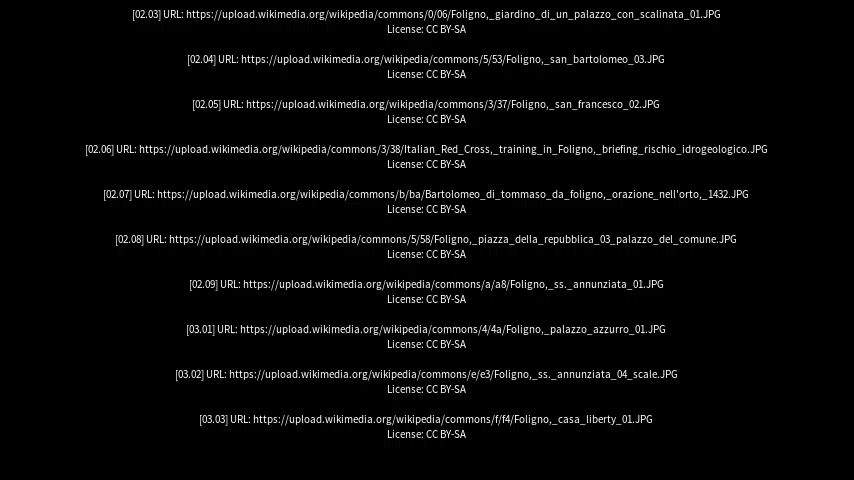 [02.03] URL: https://upload.wikimedia.org/wikipedia/commons/0/06/Foligno,_giardino_di_un_palazzo_con_scalinata_01.JPG
License: CC BY-SA
[02.04] URL: https://upload.wikimedia.org/wikipedia/commons/5/53/Foligno,_san_bartolomeo_03.JPG
License: CC BY-SA
[02.05] URL: https://upload.wikimedia.org/wikipedia/commons/3/37/Foligno,_san_francesco_02.JPG
License: CC BY-SA
[02.06] URL: https://upload.wikimedia.org/wikipedia/commons/3/38/Italian_Red_Cross,_training_in_Foligno,_briefing_rischio_idrogeologico.JPG
License: CC BY-SA
[02.07] URL: https://upload.wikimedia.org/wikipedia/commons/b/ba/Bartolomeo_di_tommaso_da_foligno,_orazione_nell'orto,_1432.JPG
License: CC BY-SA
[02.08] URL: https://upload.wikimedia.org/wikipedia/commons/5/58/Foligno,_piazza_della_repubblica_03_palazzo_del_comune.JPG
License: CC BY-SA
[02.09] URL: https://upload.wikimedia.org/wikipedia/commons/a/a8/Foligno,_ss._annunziata_01.JPG
License: CC BY-SA
[03.01] URL: https://upload.wikimedia.org/wikipedia/commons/4/4a/Foligno,_palazzo_azzurro_01.JPG
License: CC BY-SA
[03.02] URL: https://upload.wikimedia.org/wikipedia/commons/e/e3/Foligno,_ss._annunziata_04_scale.JPG
License: CC BY-SA
[03.03] URL: https://upload.wikimedia.org/wikipedia/commons/f/f4/Foligno,_casa_liberty_01.JPG
License: CC BY-SA